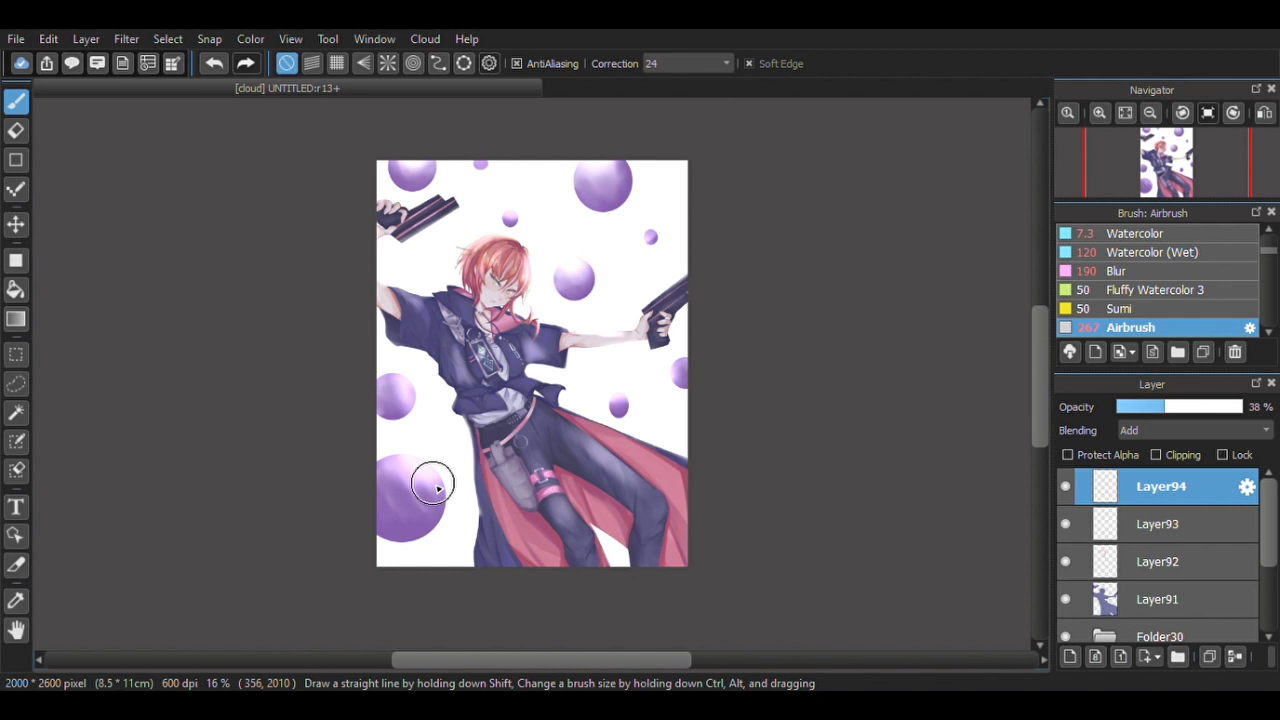 File Edit Layer Filter Select Snap Color View Tool Window Cloud Help
AntiAliasing Correction 24 Soft Edge
[cloud] UNTITLED:r13+
Navigator
Brush: Airbrush
7.3 Watercolor
120 Watercolor (Wet)
190 Blur
50 Fluffy Watercolor 3
50 Sumi
267 Airbrush
Layer
Opacity 38 %
Blending Add
Protect Alpha Clipping Lock
Layer94
Layer93
Layer92
Layer91
Folder30
2000 * 2600 pixel (8.5 * 11cm) 600 dpi 16 % ( 356, 2010 ) Draw a straight line by holding down Shift, Change a brush size by holding down Ctrl, Alt, and dragging